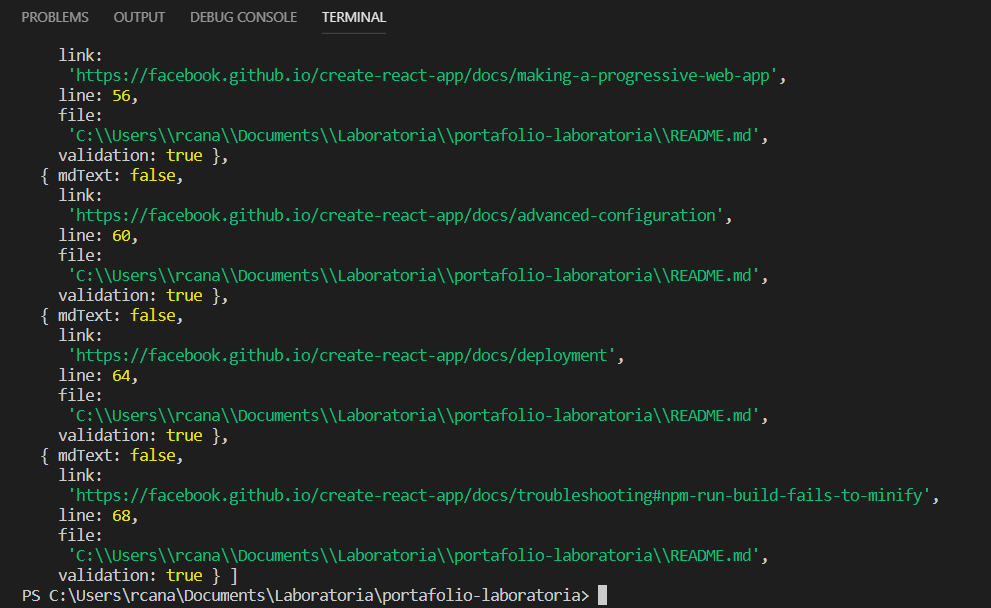 PROBLEMS OUTPUT DEBUG CONSOLE TERMINAL
link:
'https://facebook.github.io/create-react-app/docs/making-a-progressive-web-app',
line: 56,
file:
'C:\\Users\\rcana\\Documents\\Laboratoria\\portafolio-laboratoria\\README.md',
validation: true },
{ mdText: false,
link:
'https://facebook.github.io/create-react-app/docs/advanced-configuration',
line: 60,
file:
'C:\\Users\\rcana\\Documents\\Laboratoria\\portafolio-laboratoria\\README.md',
validation: true },
{ mdText: false,
link:
'https://facebook.github.io/create-react-app/docs/deployment',
line: 64,
file:
'C:\\Users\\rcana\\Documents\\Laboratoria\\portafolio-laboratoria\\README.md',
validation: true },
{ mdText: false,
link:
'https://facebook.github.io/create-react-app/docs/troubleshooting#npm-run-build-fails-to-minify',
line: 68,
file:
'C:\\Users\\rcana\\Documents\\Laboratoria\\portafolio-laboratoria\\README.md',
validation: true } ]
PS C:\Users\rcana\Documents\Laboratoria\portafolio-laboratoria>